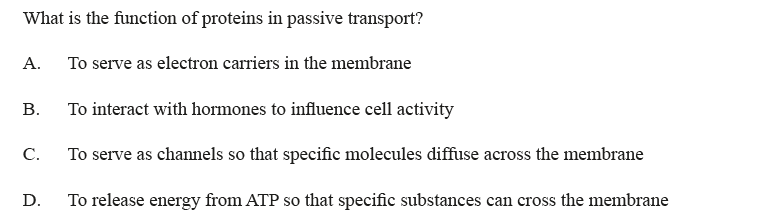 What is the function of proteins in passive transport?
A. To serve as electron carriers in the membrane
B. To interact with hormones to influence cell activity
C. To serve as channels so that specific molecules diffuse across the membrane
D. To release energy from ATP so that specific substances can cross the membrane